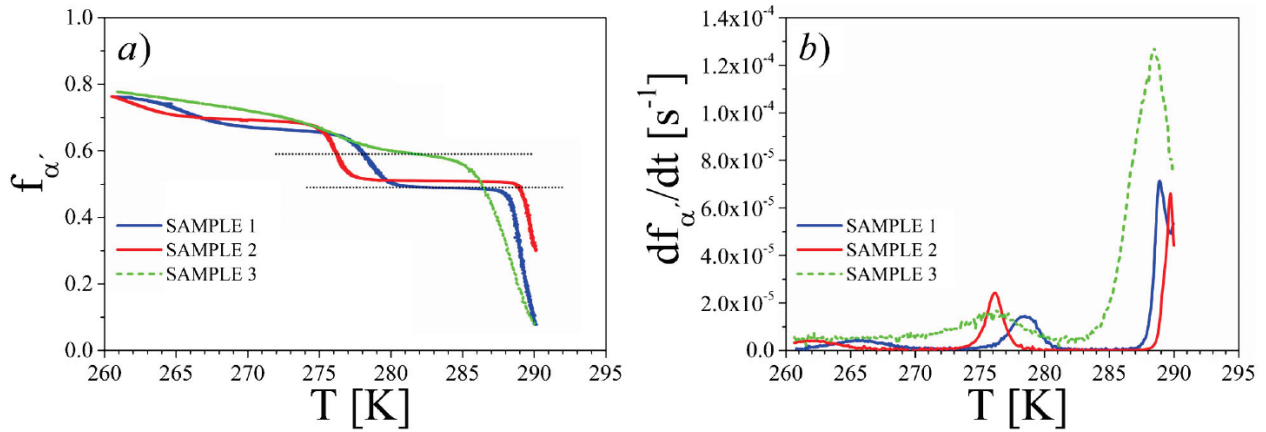 a)
f α´
1.0
0.8
0.6
0.4
0.2
0.0
SAMPLE 1
SAMPLE 2
SAMPLE 3
260 265 270 275 280 285 290 295
T [K]
b)
df α´/dt [s⁻¹]
1.4x10⁻⁴
1.2x10⁻⁴
1.0x10⁻⁴
8.0x10⁻⁵
6.0x10⁻⁵
4.0x10⁻⁵
2.0x10⁻⁵
0.0
SAMPLE 1
SAMPLE 2
SAMPLE 3
260 265 270 275 280 285 290 295
T [K]